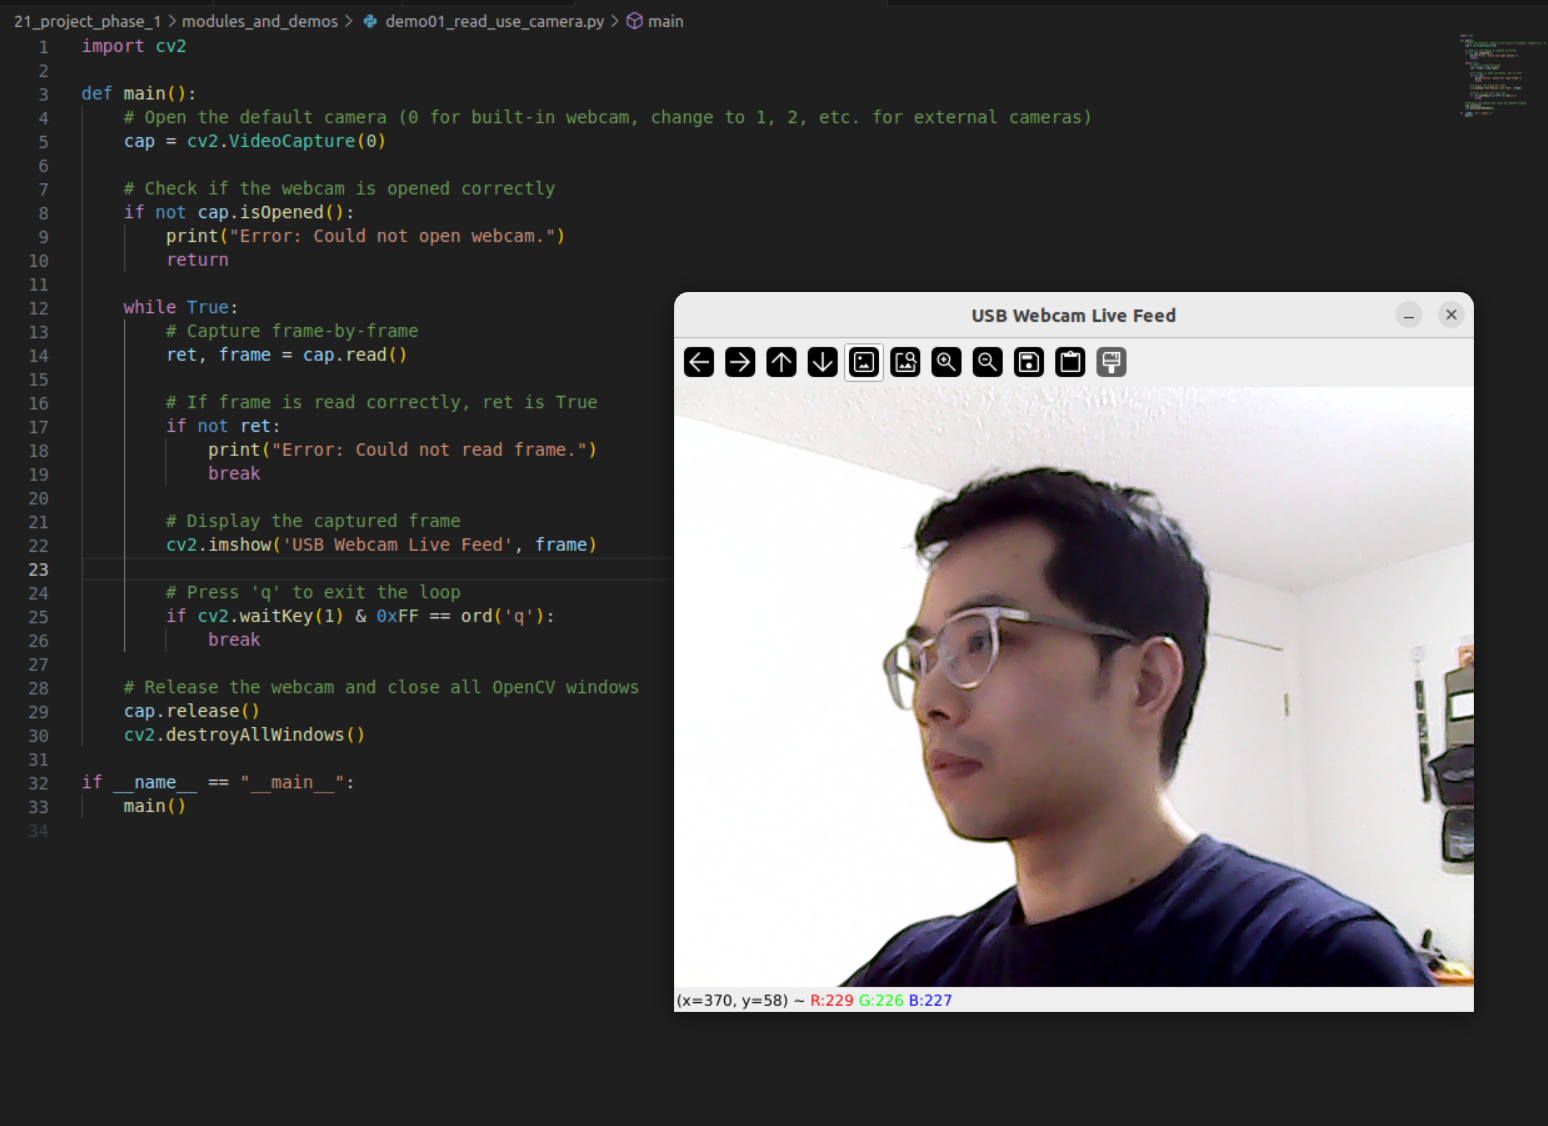 21_project_phase_1 > modules_and_demos > demo01_read_use_camera.py > main
1 import cv2
2
3 def main():
4     # Open the default camera (0 for built-in webcam, change to 1, 2, etc. for external cameras)
5     cap = cv2.VideoCapture(0)
6
7     # Check if the webcam is opened correctly
8     if not cap.isOpened():
9         print("Error: Could not open webcam.")
10         return
11
12     while True:
13         # Capture frame-by-frame
14         ret, frame = cap.read()
15
16         # If frame is read correctly, ret is True
17         if not ret:
18             print("Error: Could not read frame.")
19             break
20
21         # Display the captured frame
22         cv2.imshow('USB Webcam Live Feed', frame)
23
24         # Press 'q' to exit the loop
25         if cv2.waitKey(1) & 0xFF == ord('q'):
26             break
27
28     # Release the webcam and close all OpenCV windows
29     cap.release()
30     cv2.destroyAllWindows()
31
32 if __name__ == "__main__":
33     main()
34
USB Webcam Live Feed
(x=370, y=58) ~ R:229 G:226 B:227